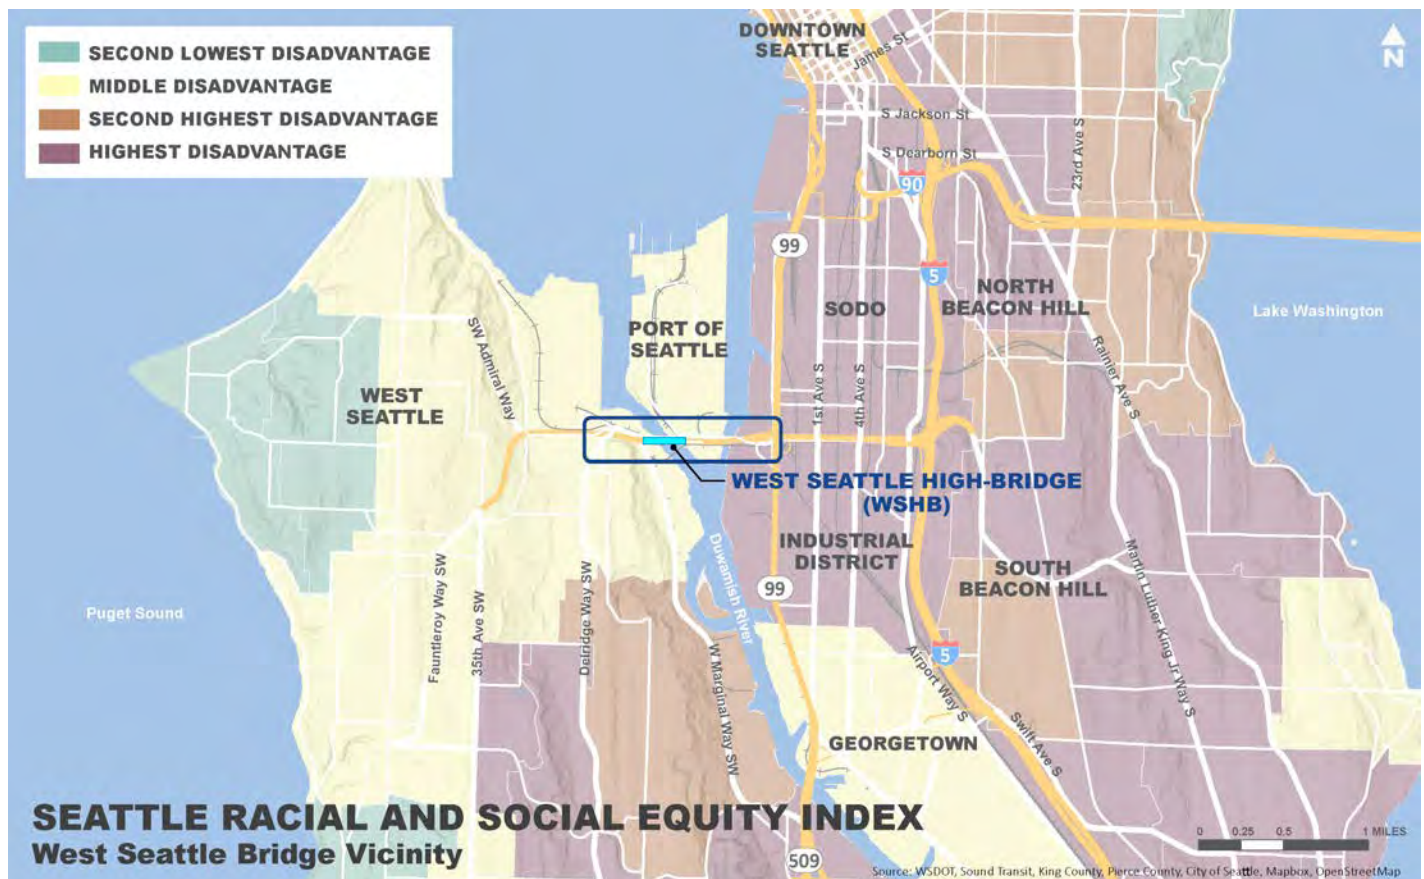 SECOND LOWEST DISADVANTAGE
MIDDLE DISADVANTAGE
SECOND HIGHEST DISADVANTAGE
HIGHEST DISADVANTAGE
DOWNTOWN
SEATTLE
James St
N
S Jackson St
S Dearborn St
23rd Ave S
90
99
5
NORTH
BEACON HILL
SODO
Lake Washington
PORT OF
SEATTLE
SW Admiral Way
WEST
SEATTLE
1st Ave S
4th Ave S
Rainier Ave S
WEST SEATTLE HIGH-BRIDGE
(WSHB)
INDUSTRIAL
DISTRICT
Duwamish River
SOUTH
BEACON HILL
99
Puget Sound
Fauntleroy Way SW
35th Ave SW
Delridge Way SW
W Marginal Way SW
5
Airport Way S
Swift Ave S
Martin Luther King Jr Way S
GEORGETOWN
SEATTLE RACIAL AND SOCIAL EQUITY INDEX
West Seattle Bridge Vicinity
509
0 0.25 0.5 1 MILES
Source: WSDOT, Sound Transit, King County, Pierce County, City of Seattle, Mapbox, OpenStreetMap